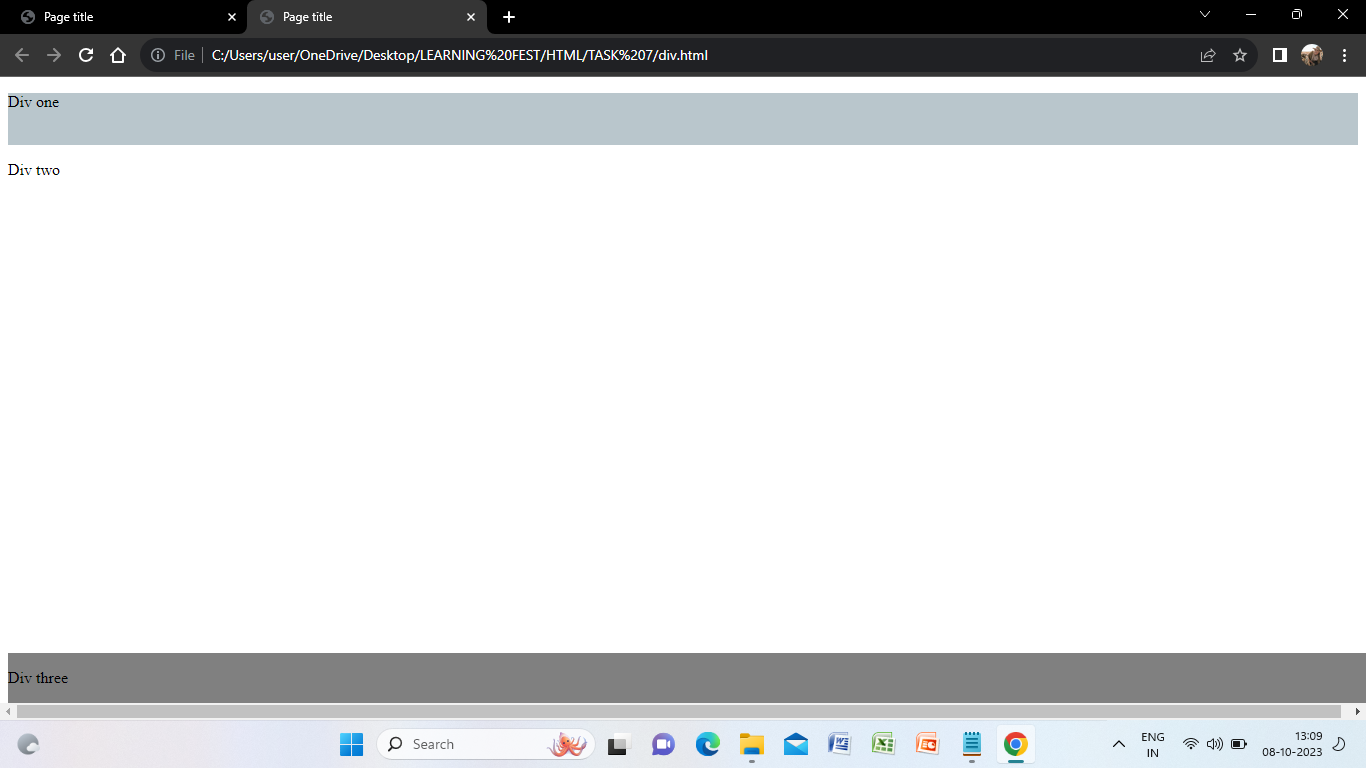 Page title
Page title
File
C:/Users/user/OneDrive/Desktop/LEARNING%20FEST/HTML/TASK%207/div.html
Div one
Div two
Div three
Search
ENG
IN
13:09
08-10-2023